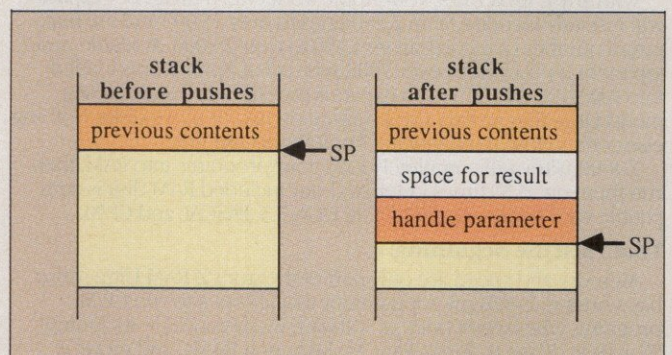 stack
before pushes
previous contents
SP
stack
after pushes
previous contents
space for result
handle parameter
SP